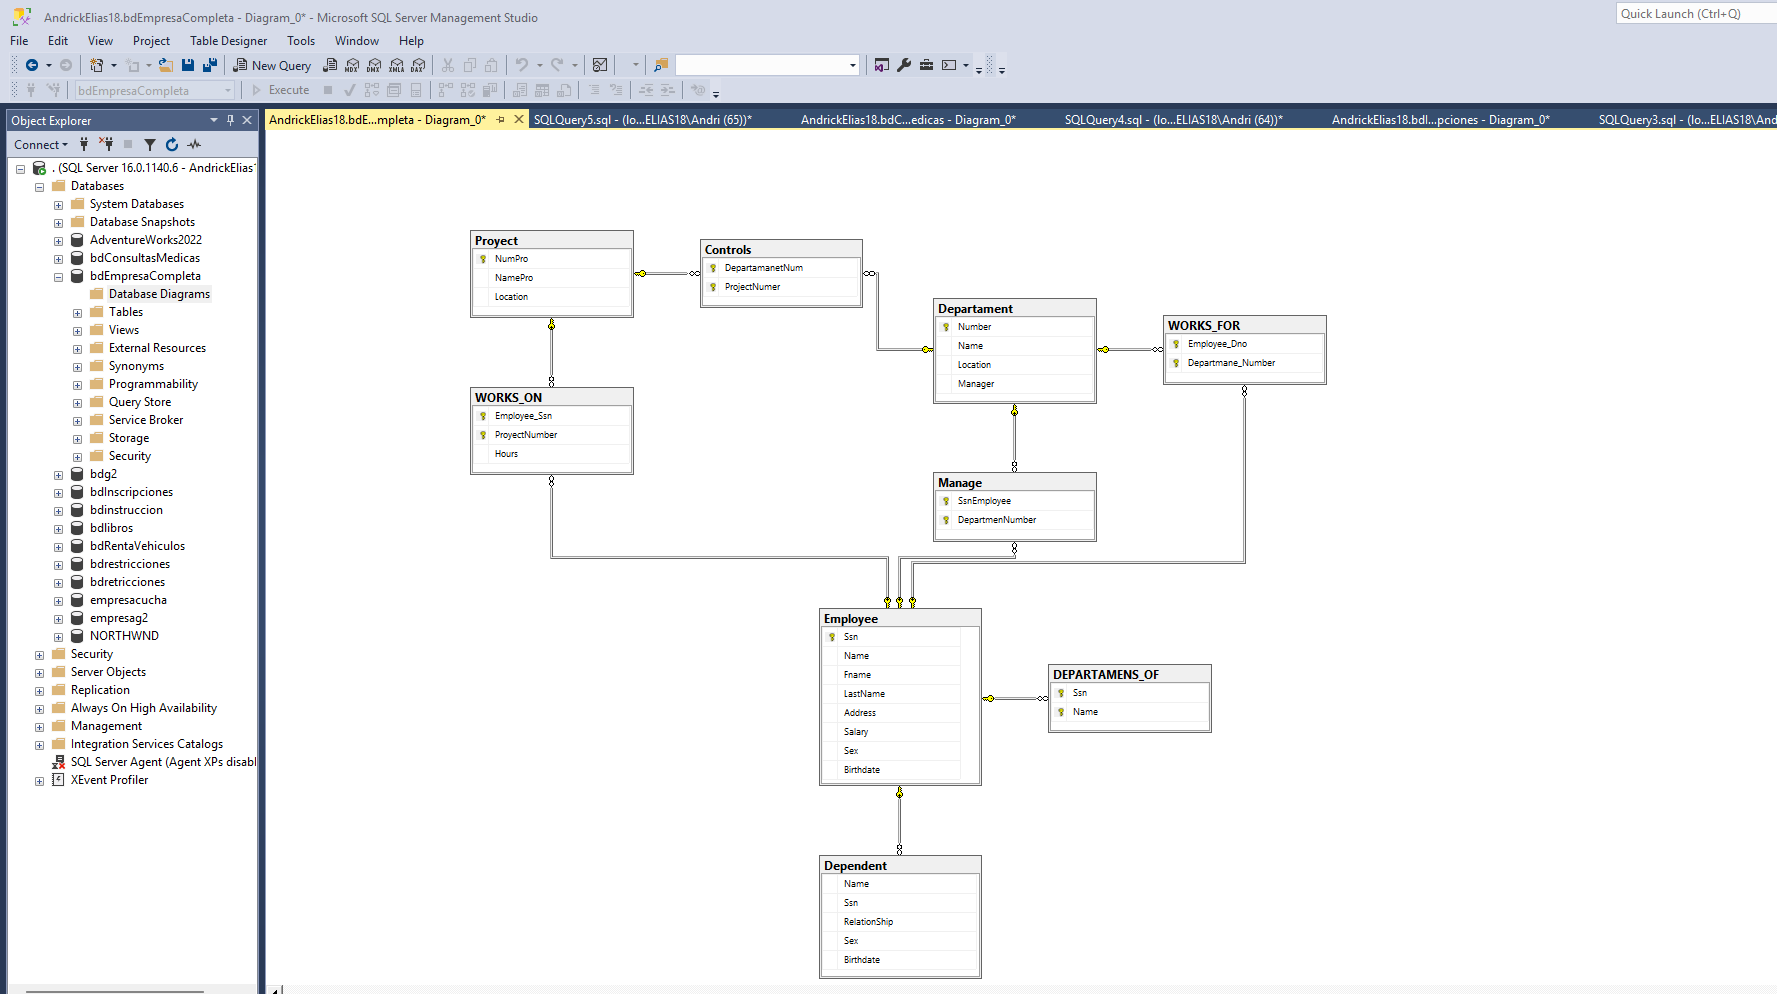 AndrickElias18.bdEmpresaCompleta - Diagram_0* - Microsoft SQL Server Management Studio
Quick Launch (Ctrl+Q)
File Edit View Project Table Designer Tools Window Help
New Query MDX DMX XMLA DAX
bdEmpresaCompleta Execute
Object Explorer
AndrickElias18.bdE...mpleta - Diagram_0* SQLQuery5.sql - (lo...ELIAS18\Andri (65))* AndrickElias18.bdC...edicas - Diagram_0* SQLQuery4.sql - (lo...ELIAS18\Andri (64))* AndrickElias18.bdI...pciones - Diagram_0* SQLQuery3.sql - (lo...ELIAS18\And
Connect
. (SQL Server 16.0.1140.6 - AndrickElias1
Databases
System Databases
Database Snapshots
AdventureWorks2022
bdConsultasMedicas
bdEmpresaCompleta
Database Diagrams
Tables
Views
External Resources
Synonyms
Programmability
Query Store
Service Broker
Storage
Security
bdg2
bdInscripciones
bdinstruccion
bdlibros
bdRentaVehiculos
bdrestricciones
bdretricciones
empresacucha
empresag2
NORTHWND
Security
Server Objects
Replication
Always On High Availability
Management
Integration Services Catalogs
SQL Server Agent (Agent XPs disabl
XEvent Profiler
Proyect
NumPro
NamePro
Location
Controls
DepartamanetNum
ProjectNumer
Departament
Number
Name
Location
Manager
WORKS_FOR
Employee_Dno
Departmane_Number
WORKS_ON
Employee_Ssn
ProyectNumber
Hours
Manage
SsnEmployee
DepartmenNumber
Employee
Ssn
Name
Fname
LastName
Address
Salary
Sex
Birthdate
DEPARTAMENS_OF
Ssn
Name
Dependent
Name
Ssn
RelationShip
Sex
Birthdate